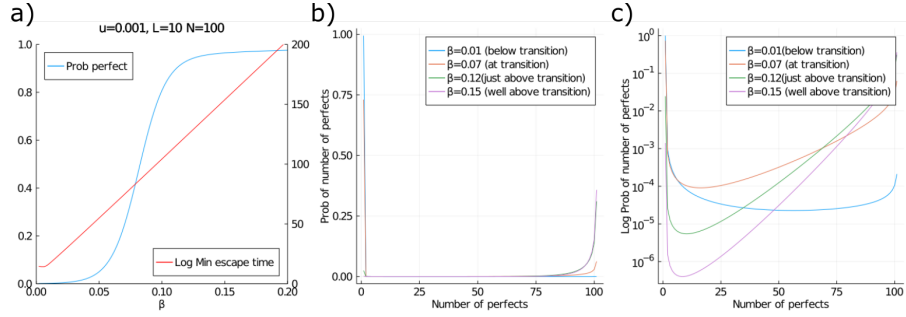 a)
u=0.001, L=10 N=100
1.0
0.8
0.6
0.4
0.2
0.0
200
150
100
50
0
Prob perfect
Log Min escape time
0.00
0.05
0.10
0.15
0.20
β
b)
Prob of number of perfects
1.00
0.75
0.50
0.25
0.00
β=0.01 (below transition)
β=0.07 (at transition)
β=0.12(just above transition)
β=0.15 (well above transition)
0
25
50
75
100
Number of perfects
c)
Log Prob of number of perfects
10⁰
10⁻¹
10⁻²
10⁻³
10⁻⁴
10⁻⁵
10⁻⁶
β=0.01(below transition)
β=0.07 (at transition)
β=0.12(just above transition)
β=0.15 (well above transition)
0
25
50
75
100
Number of perfects